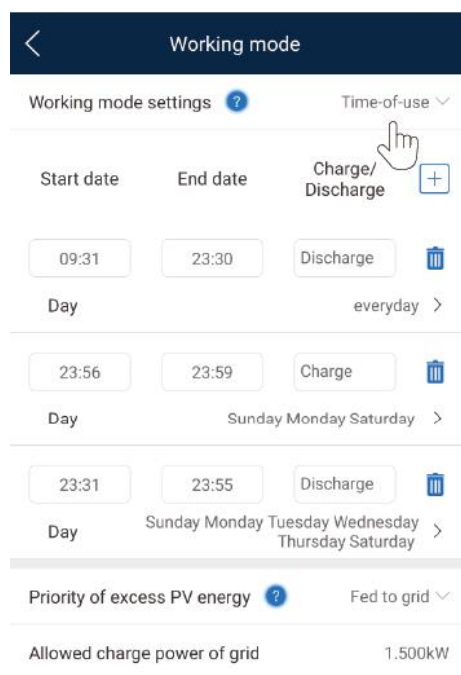 Working mode
Working mode settings ? Time-of-use
Start date End date Charge/
Discharge
09:31 23:30 Discharge
Day everyday
23:56 23:59 Charge
Day Sunday Monday Saturday
23:31 23:55 Discharge
Day Sunday Monday Tuesday Wednesday
Thursday Saturday
Priority of excess PV energy ? Fed to grid
Allowed charge power of grid 1.500kW